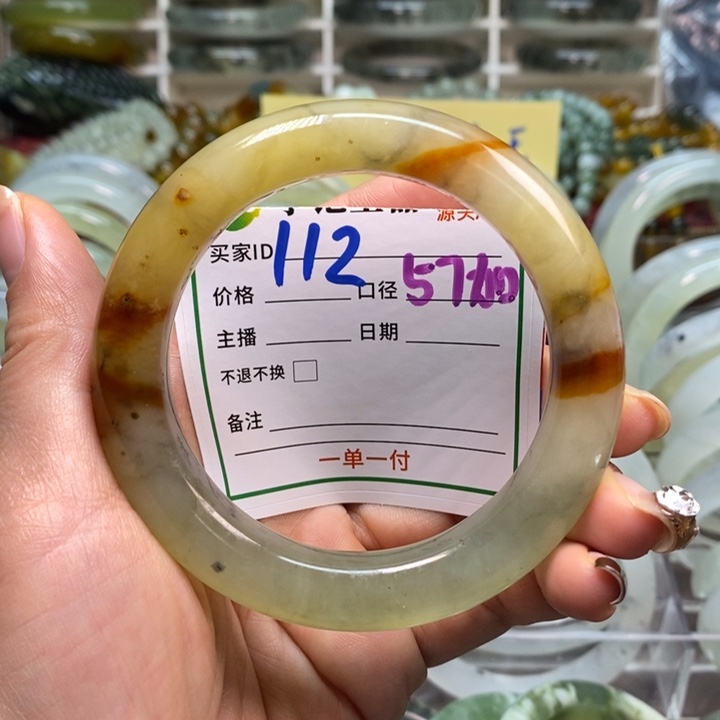 源头
买家ID 112
价格 口径 57
主播 日期
不退不换
备注
一单一付